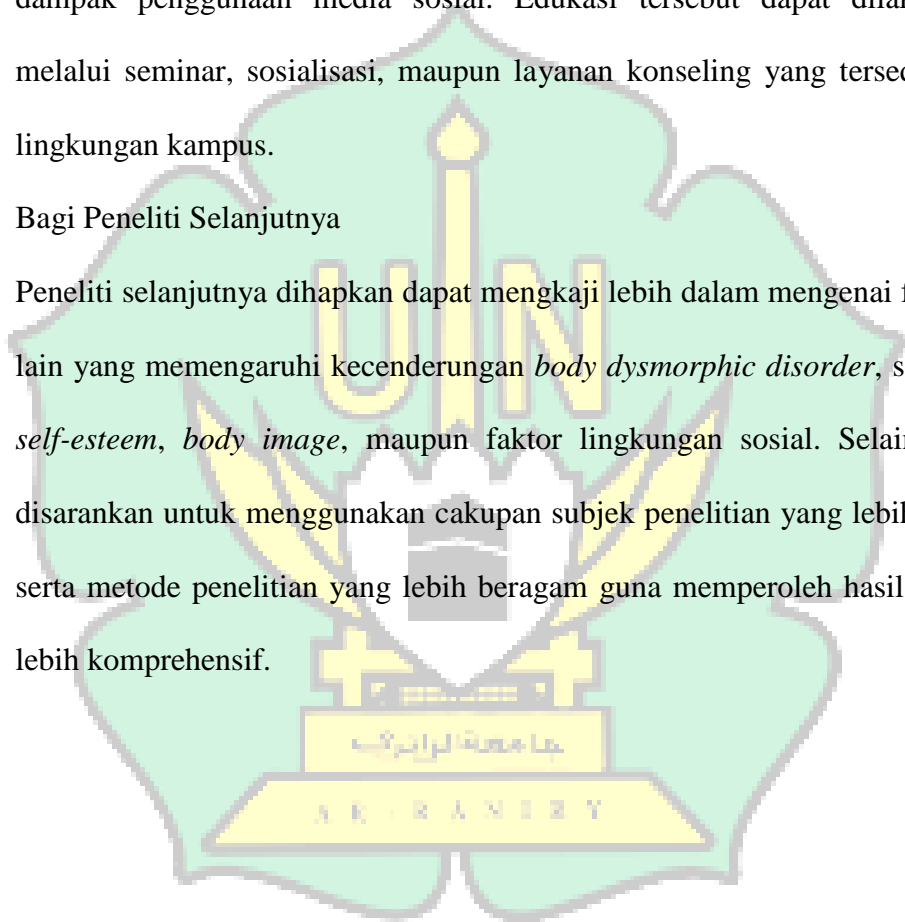 dampak penggunaan media sosial. Edukasi tersebut dapat
melalui seminar, sosialisasi, maupun layanan konseling yang
lingkungan kampus.
Bagi Peneliti Selanjutnya
Peneliti selanjutnya dihapkan dapat mengkaji lebih dalam mengenai
lain yang memengaruhi kecenderungan body dysmorphic disorder,
self-esteem, body image, maupun faktor lingkungan sosial.
disarankan untuk menggunakan cakupan subjek penelitian yang lebih
serta metode penelitian yang lebih beragam guna memperoleh hasil
lebih komprehensif.
UIN
جامعة الرانيري
AR-RANIRY